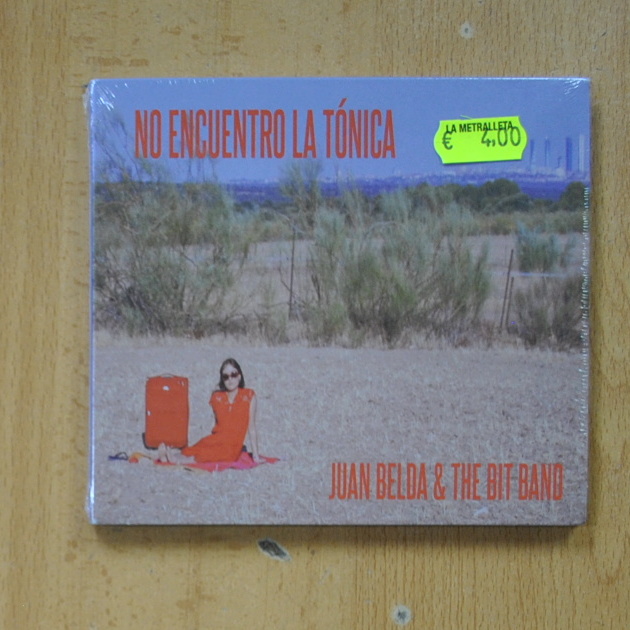 NO ENCUENTRO LA TÓNICA
LA METRALLETA
€ 4,00
JUAN BELDA & THE BIT BAND